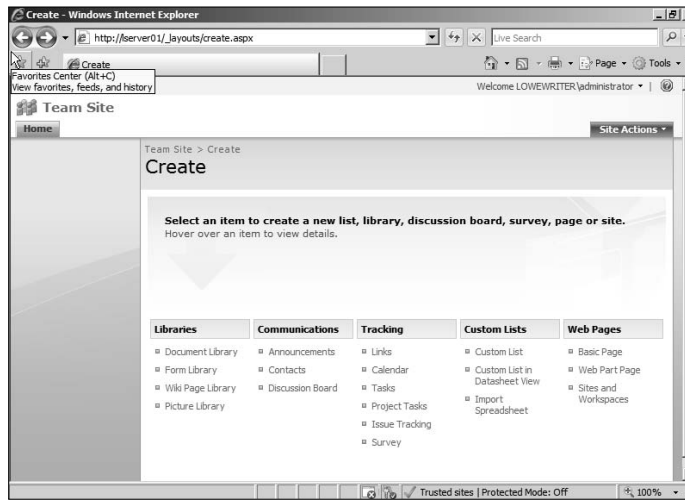 Create - Windows Internet Explorer
http://lserver01/_layouts/create.aspx
Live Search
Create
Page
Tools
Favorites Center (Alt+C)
View favorites, feeds, and history
Welcome LOWEWRITER\administrator
Team Site
Home
Site Actions
Team Site > Create
Create
Select an item to create a new list, library, discussion board, survey, page or site.
Hover over an item to view details.
Libraries
Document Library
Form Library
Wiki Page Library
Picture Library
Communications
Announcements
Contacts
Discussion Board
Tracking
Links
Calendar
Tasks
Project Tasks
Issue Tracking
Survey
Custom Lists
Custom List
Custom List in
Datasheet View
Import
Spreadsheet
Web Pages
Basic Page
Web Part Page
Sites and
Workspaces
Trusted sites | Protected Mode: Off
100%